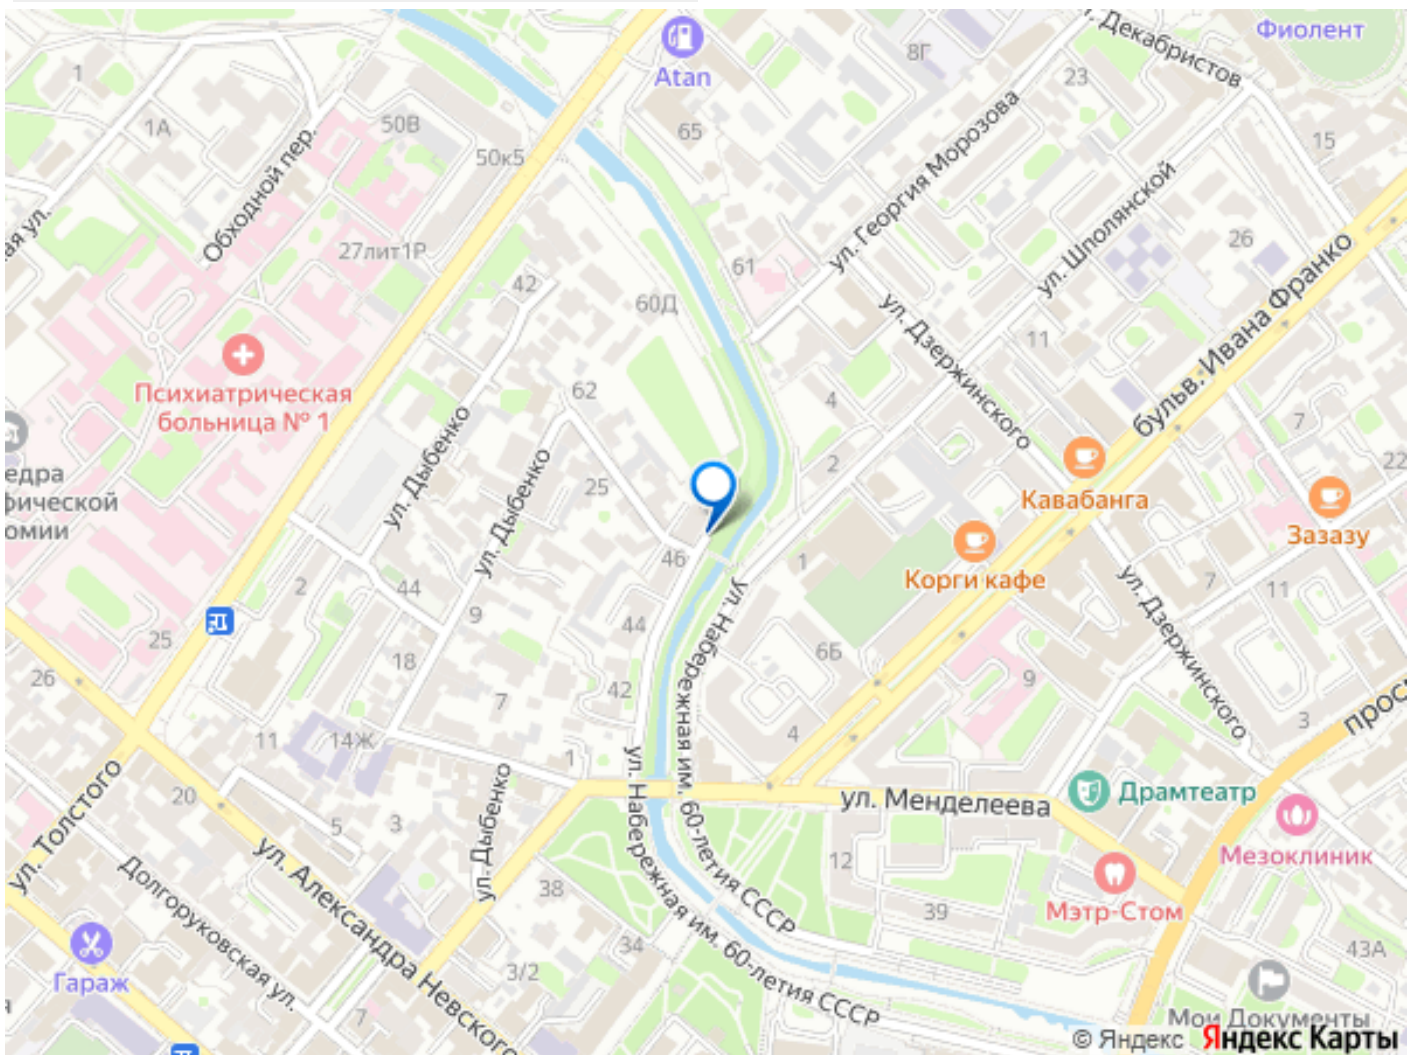 Фиолент
ул. Декабристов
8Г
23
Atan
1
1А
50В
65
15
50к5
Обходной пер.
ул. Георгия Морозова
ул. Шполянской
26
27лит1Р
61
42
60Д
ул. Дзержинского
11
бульв. Ивана Франко
Психиатрическая
больница № 1
62
4
7
ул. Дыбенко
ул. Дыбенко
2
22
25
Кавабанга
Зазазу
46
1
Корги кафе
7
11
2
44
9
ул. Дзержинского
44
25
18
6Б
9
26
7
42
3
ул. Набережная им. 60-летия СССР
11
14Ж
1
4
ул. Менделеева
Драмтеатр
20
ул. Дыбенко
5
3
ул. Толстого
ул. Александра Невского
12
Мезоклиник
38
Мэтр-Стом
39
Долгоруковская ул.
ул. Набережная им. 60-летия СССР
34
43А
Гараж
3/2
7
Мои Документы
© Яндекс Яндекс Карты